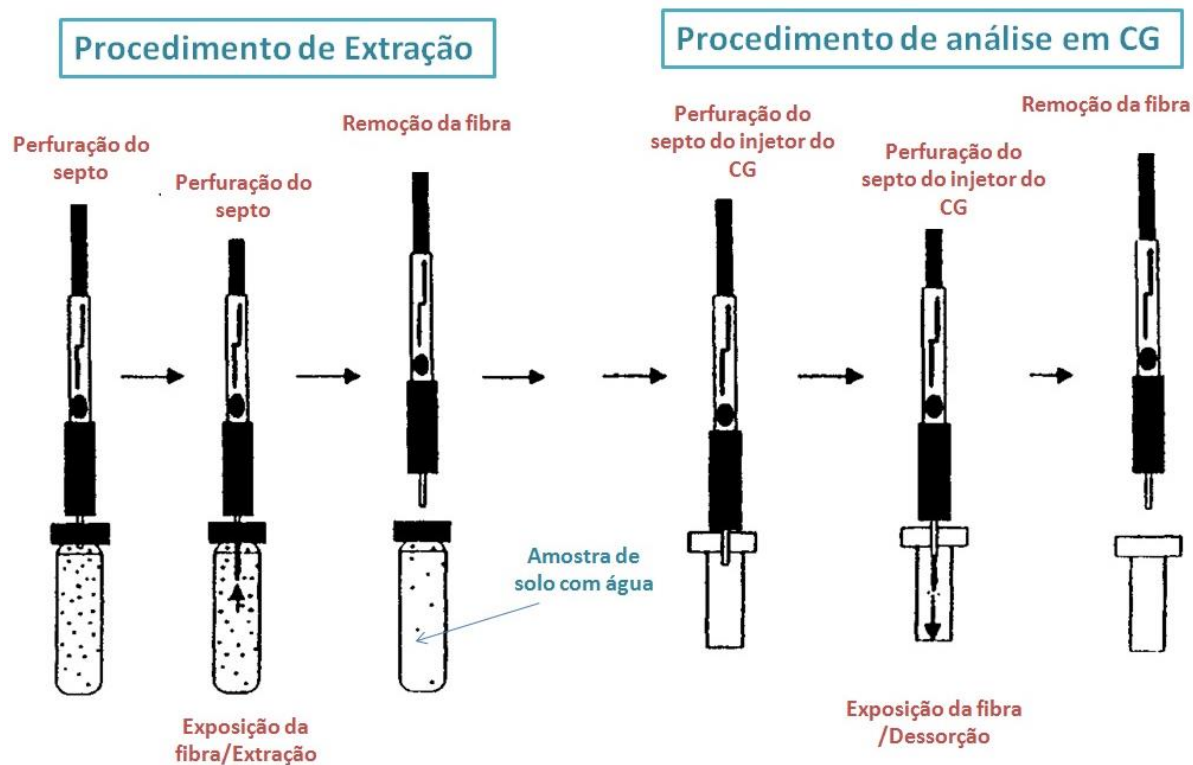 Procedimento de Extração
Procedimento de análise em CG
Perfuração do
septo
Perfuração do
septo
Remoção da fibra
Perfuração do
septo do injetor do
CG
Perfuração do
septo do injetor do
CG
Remoção da fibra
Amostra de
solo com água
Exposição da
fibra/Extração
Exposição da fibra
/Dessorção